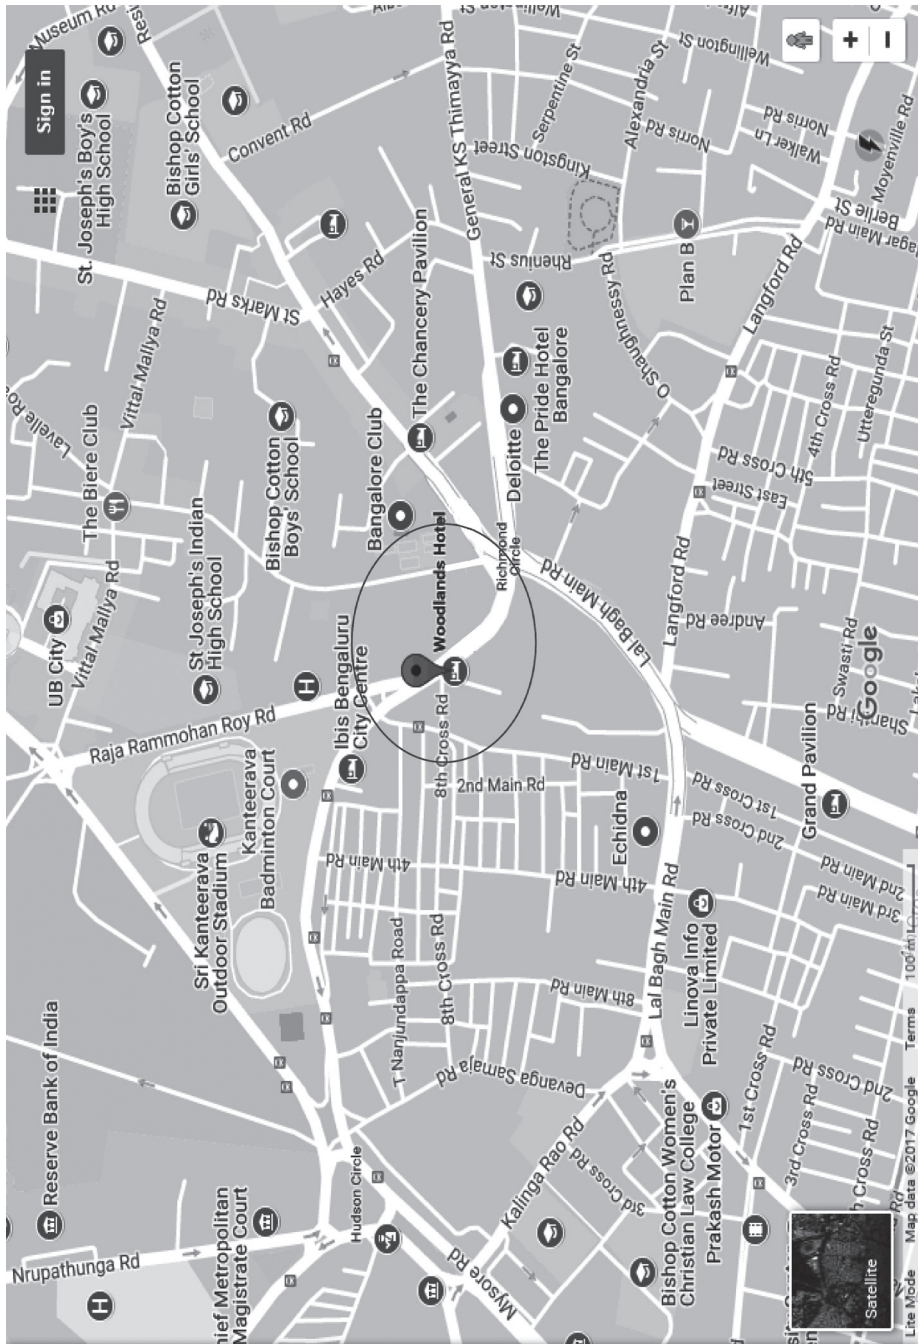 Sign in
Museum Rd
St. Joseph's Boy's
High School
Bishop Cotton
Girls' School
Convent Rd
General KS Thimayya Rd
Serpentine St
Alexandria St
Wellington St
Kingston Street
Norris Rd
Norris Rd
Walker Ln
Moyenville Rd
Berlie St
Langford Rd
Plan B
Rhenius St
O Shaughnessy Rd
Hayes Rd
St Marks Rd
The Chancery Pavilion
Vittal Mallya Rd
The Biere Club
Bishop Cotton
Boys' School
Bangalore Club
Deloitte
The Pride Hotel
Bangalore
4th Cross Rd
Utteregunda St
5th Cross Rd
East Street
UB City
Vittal Mallya Rd
St Joseph's Indian
High School
Woodlands Hotel
Richmond
Circle
Lal Bagh Main Rd
Langford Rd
Andree Rd
Swasti Rd
Google
Raja Rammohan Roy Rd
Ibis Bengaluru
City Centre
8th Cross Rd
2nd Main Rd
1st Main Rd
1st Cross Rd
2nd Cross Rd
Grand Pavilion
Kanteerava
Badminton Court
Sri Kanteerava
Outdoor Stadium
4th Main Rd
4th Main Rd
Echidna
2nd Main Rd
3rd Main Rd
T Nanjundappa Road
8th Cross Rd
8th Main Rd
Lal Bagh Main Rd
Linova Info
Private Limited
Reserve Bank of India
Devanga Samaja Rd
1st Cross Rd
2nd Cross Rd
3rd Cross Rd
Hudson Circle
Nrupathunga Rd
hief Metropolitan
Magistrate Court
Kalinga Rao Rd
3rd Cross Rd
Mysore Rd
Bishop Cotton Women's
Christian Law College
Prakash Motor
Satellite
Lite Mode
Map data ©2017 Google
Terms
100 m